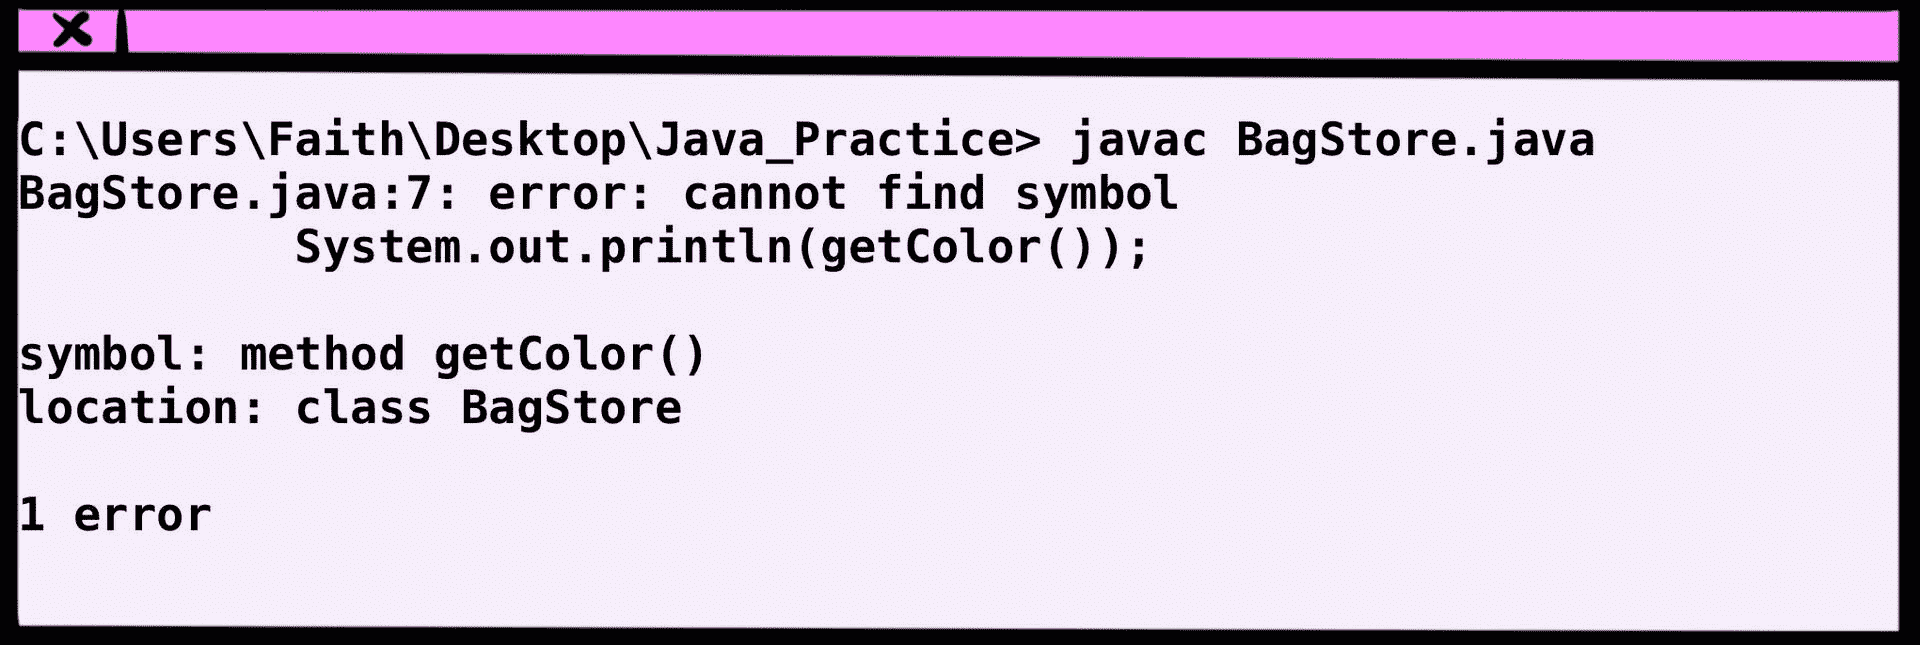 C:\Users\Faith\Desktop\Java_Practice> javac BagStore.java
BagStore.java:7: error: cannot find symbol
System.out.println(getColor());
symbol: method getColor()
location: class BagStore
1 error